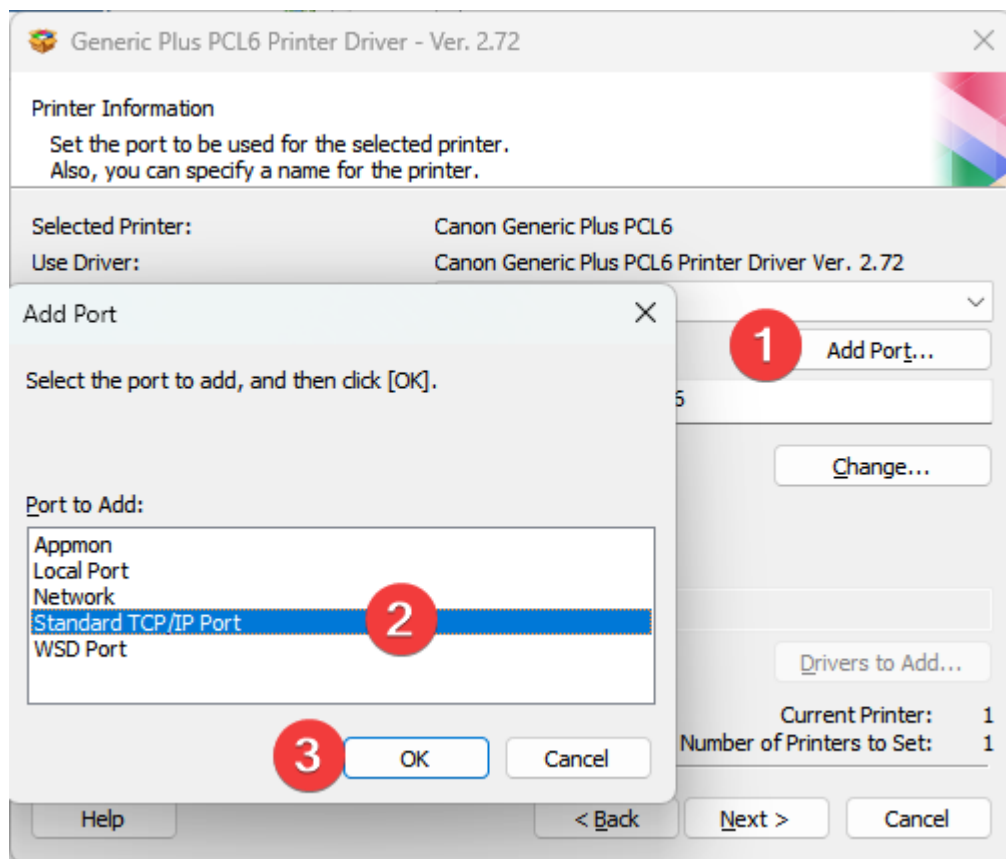 Generic Plus PCL6 Printer Driver - Ver. 2.72
Printer Information
Set the port to be used for the selected printer.
Also, you can specify a name for the printer.
Selected Printer: Canon Generic Plus PCL6
Use Driver: Canon Generic Plus PCL6 Printer Driver Ver. 2.72
Add Port
1 Add Port...
Select the port to add, and then click [OK].
6
Change...
Port to Add:
Appmon
Local Port
Network
Standard TCP/IP Port 2
WSD Port
Drivers to Add...
Current Printer: 1
Number of Printers to Set: 1
3 OK Cancel
Help < Back Next > Cancel